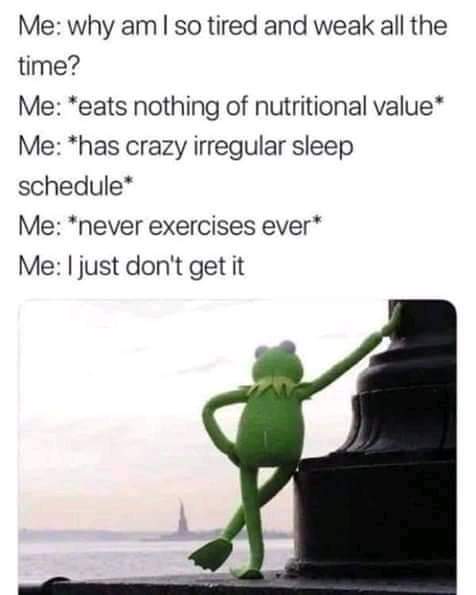 Me: why am I so tired and weak all the
time?
Me: *eats nothing of nutritional value*
Me: *has crazy irregular sleep
schedule*
Me: *never exercises ever*
Me: I just don't get it